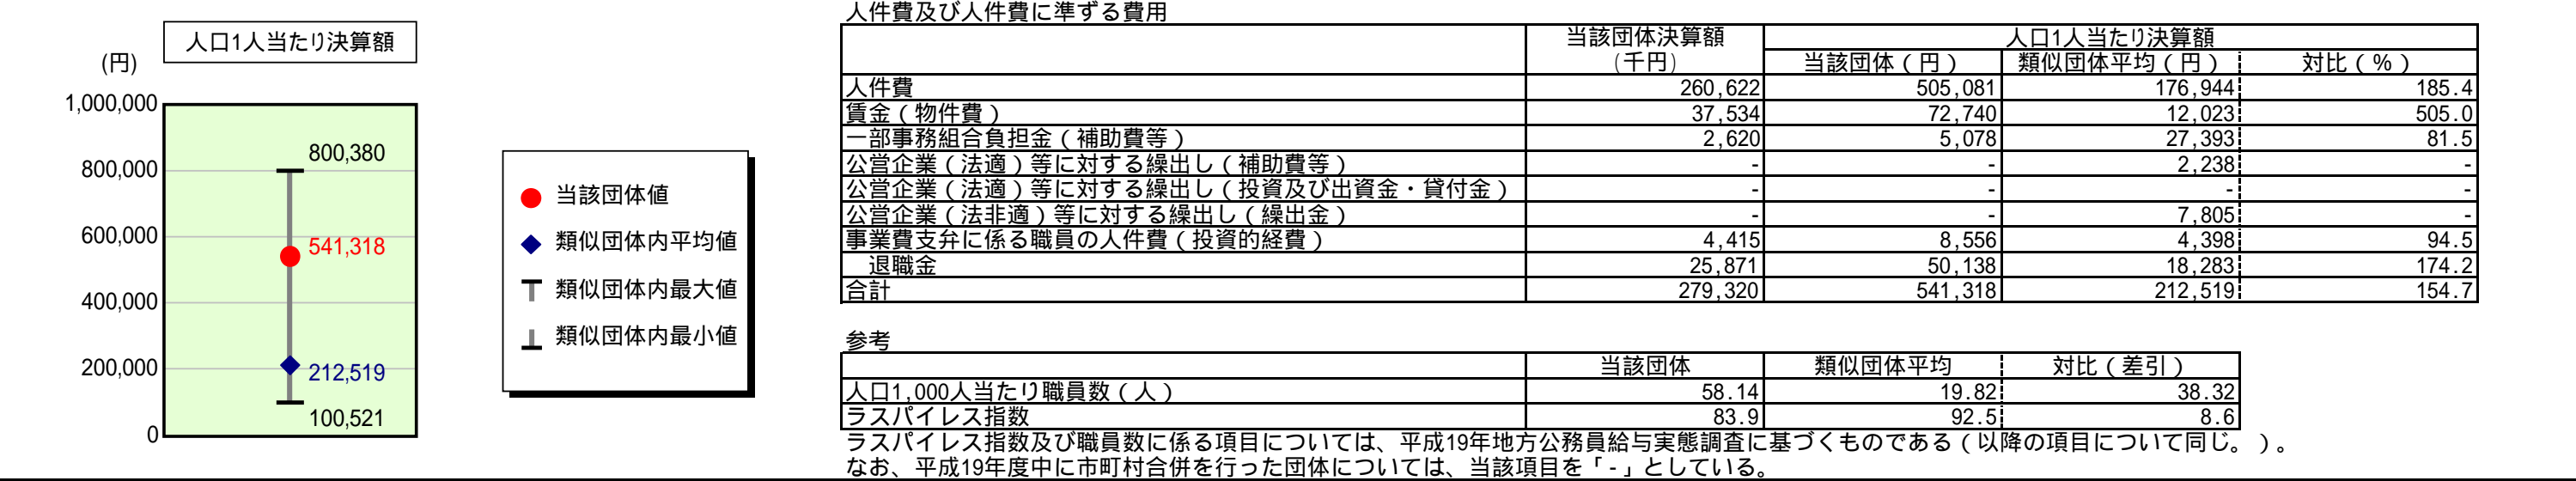 人口1人当たり決算額
(円)
1,000,000
800,000
600,000
400,000
200,000
0
800,380
541,318
212,519
100,521
当該団体値
類似団体内平均値
類似団体内最大値
類似団体内最小値
人件費及び人件費に準ずる費用
当該団体決算額
(千円)
人口1人当たり決算額
当該団体(円) 類似団体平均(円) 対比(%)
人件費 260,622 505,081 176,944 185.4
賃金(物件費) 37,534 72,740 12,023 505.0
一部事務組合負担金(補助費等) 2,620 5,078 27,393 81.5
公営企業(法適)等に対する繰出し(補助費等) - - 2,238 -
公営企業(法適)等に対する繰出し(投資及び出資金・貸付金) - - - -
公営企業(法非適)等に対する繰出し(繰出金) - - 7,805 -
事業費支弁に係る職員の人件費(投資的経費) 4,415 8,556 4,398 94.5
退職金 25,871 50,138 18,283 174.2
合計 279,320 541,318 212,519 154.7
参考
当該団体 類似団体平均 対比(差引)
人口1,000人当たり職員数(人) 58.14 19.82 38.32
ラスパイレス指数 83.9 92.5 8.6
ラスパイレス指数及び職員数に係る項目については、平成19年地方公務員給与実態調査に基づくものである(以降の項目について同じ。)。
なお、平成19年度中に市町村合併を行った団体については、当該項目を「-」としている。